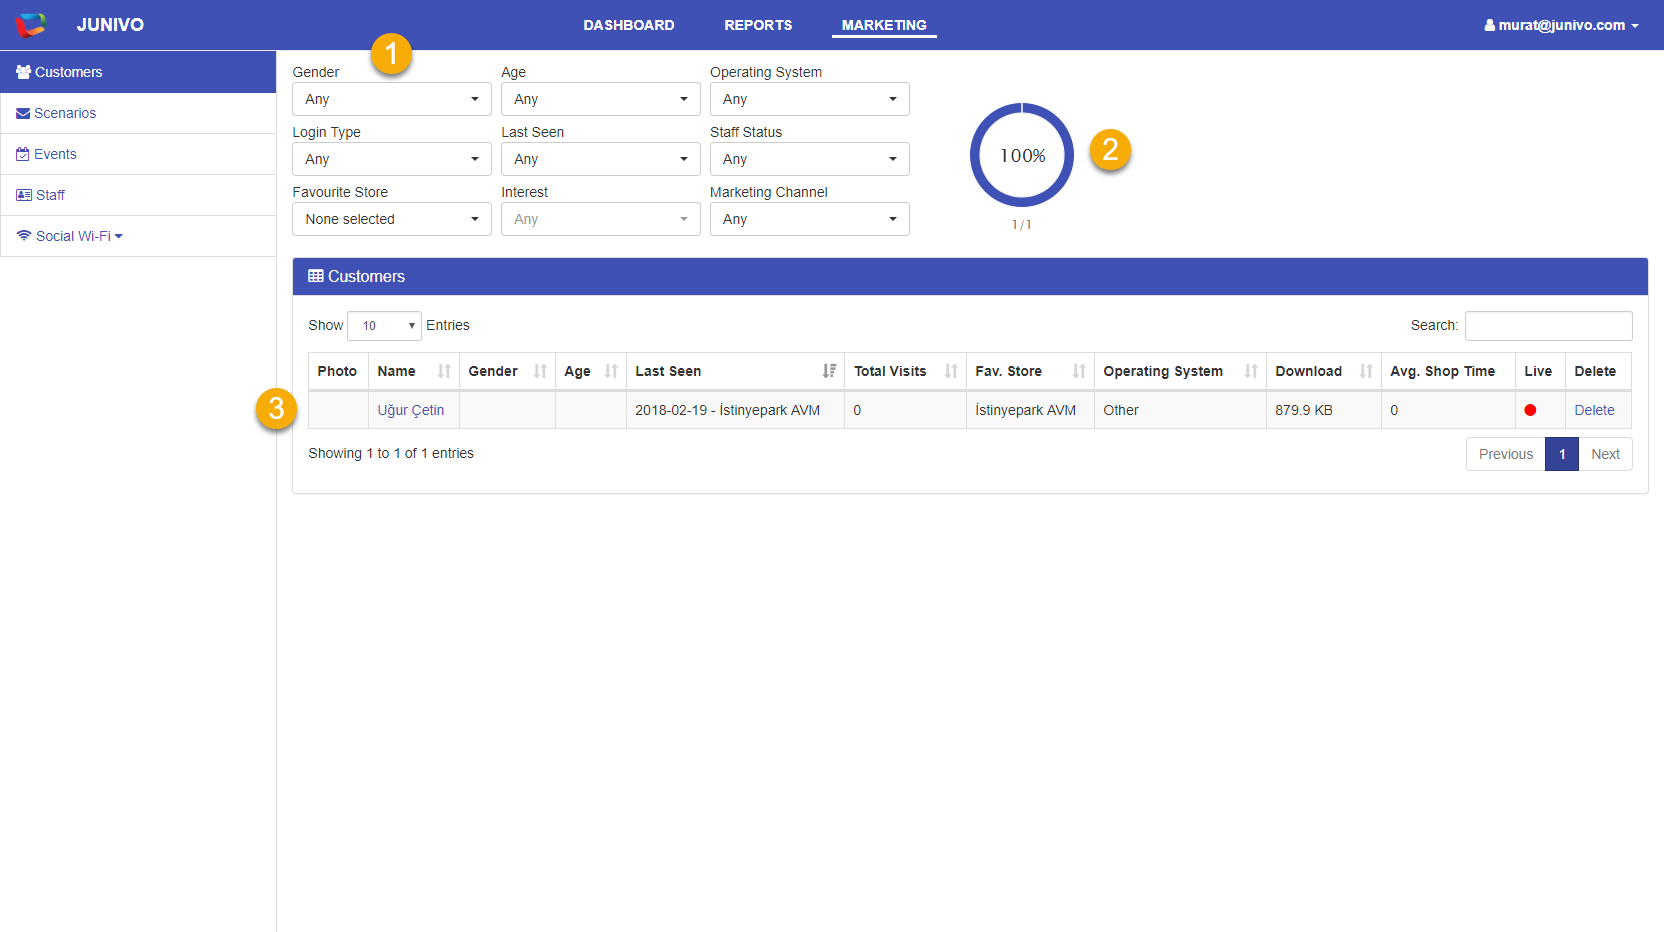 JUNIVO
DASHBOARD REPORTS MARKETING
murat@junivo.com
Customers
Scenarios
Events
Staff
Social Wi-Fi
1
Gender Age Operating System
Any Any Any
Login Type Last Seen Staff Status
Any Any Any
Favourite Store Interest Marketing Channel
None selected Any Any
100%
1/1
2
Customers
Show 10 Entries
Search:
Photo Name Gender Age Last Seen Total Visits Fav. Store Operating System Download Avg. Shop Time Live Delete
3
Uğur Çetin 2018-02-19 - İstinyepark AVM 0 İstinyepark AVM Other 879.9 KB 0 Delete
Showing 1 to 1 of 1 entries
Previous 1 Next